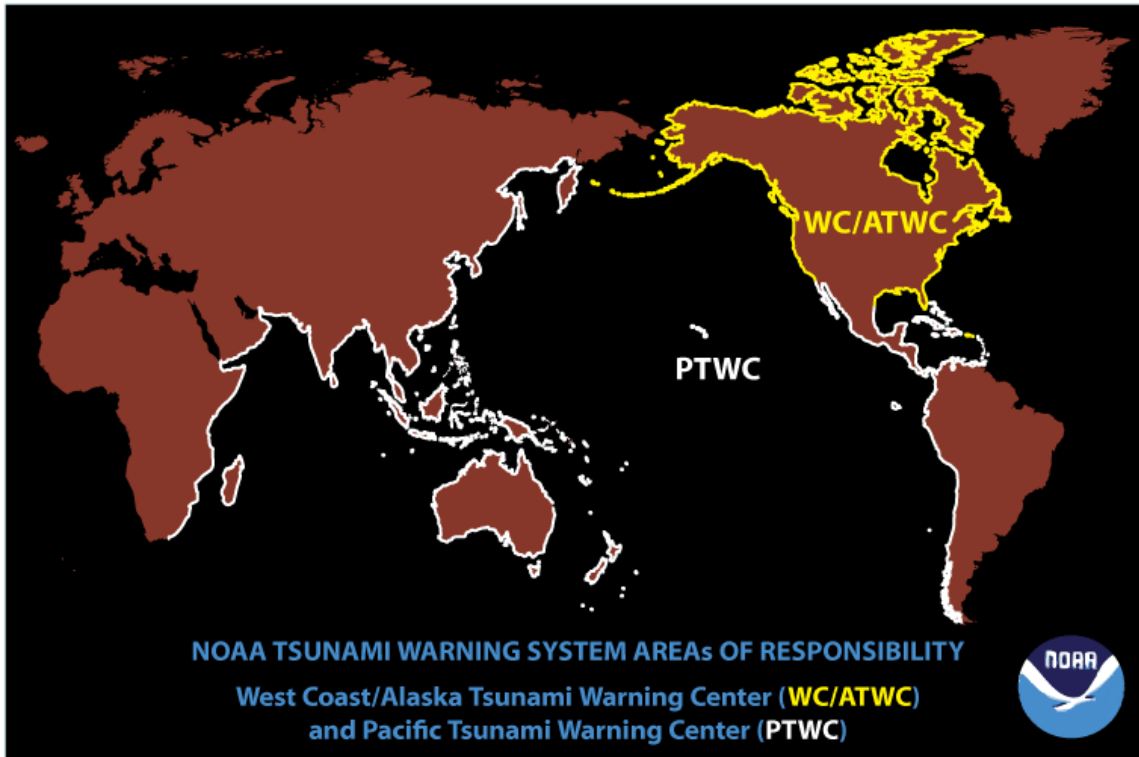 WC/ATWC
PTWC
NOAA TSUNAMI WARNING SYSTEM AREAs OF RESPONSIBILITY
West Coast/Alaska Tsunami Warning Center (WC/ATWC)
and Pacific Tsunami Warning Center (PTWC)
NOAA